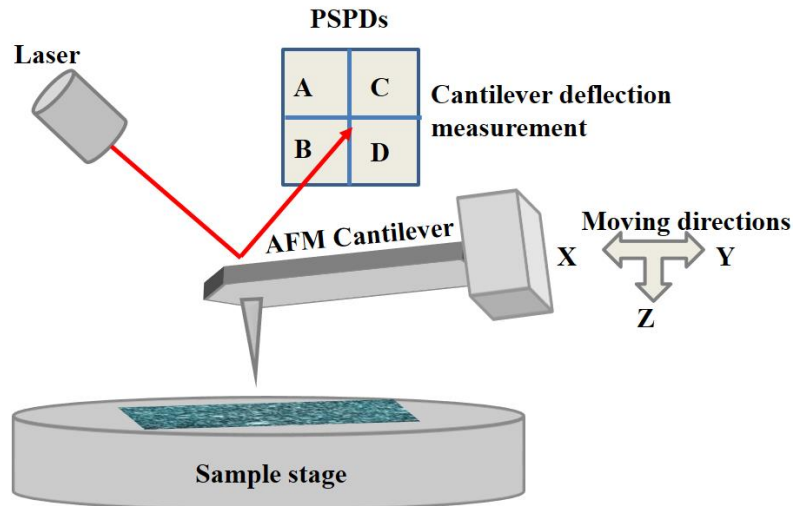 PSPDs
Laser
A
C
Cantilever deflection
measurement
B
D
AFM Cantilever
Moving directions
X
Y
Z
Sample stage